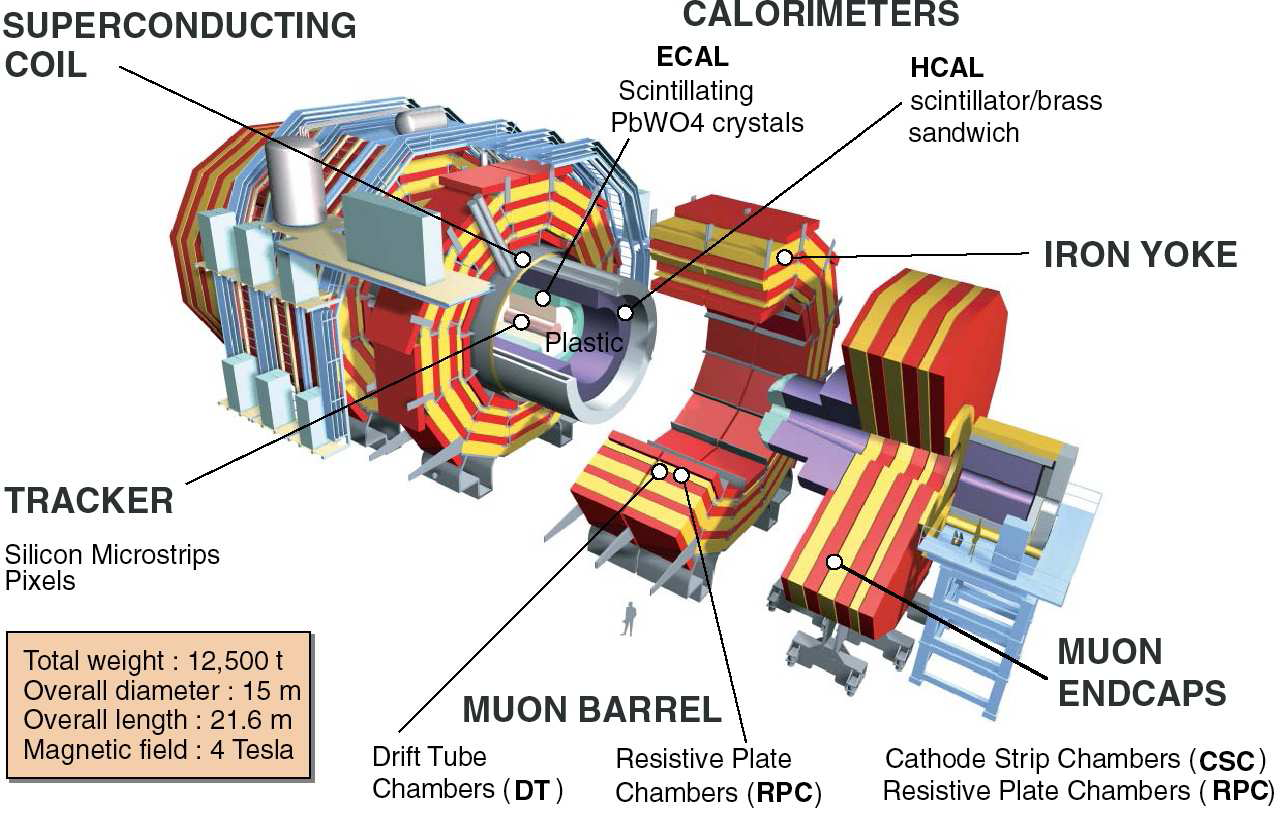 SUPERCONDUCTING
COIL
CALORIMETERS
ECAL
Scintillating
PbWO4 crystals
HCAL
scintillator/brass
sandwich
IRON YOKE
Plastic
TRACKER
Silicon Microstrips
Pixels
Total weight : 12,500 t
Overall diameter : 15 m
Overall length : 21.6 m
Magnetic field : 4 Tesla
MUON BARREL
Drift Tube
Chambers (DT)
Resistive Plate
Chambers (RPC)
MUON
ENDCAPS
Cathode Strip Chambers (CSC)
Resistive Plate Chambers (RPC)